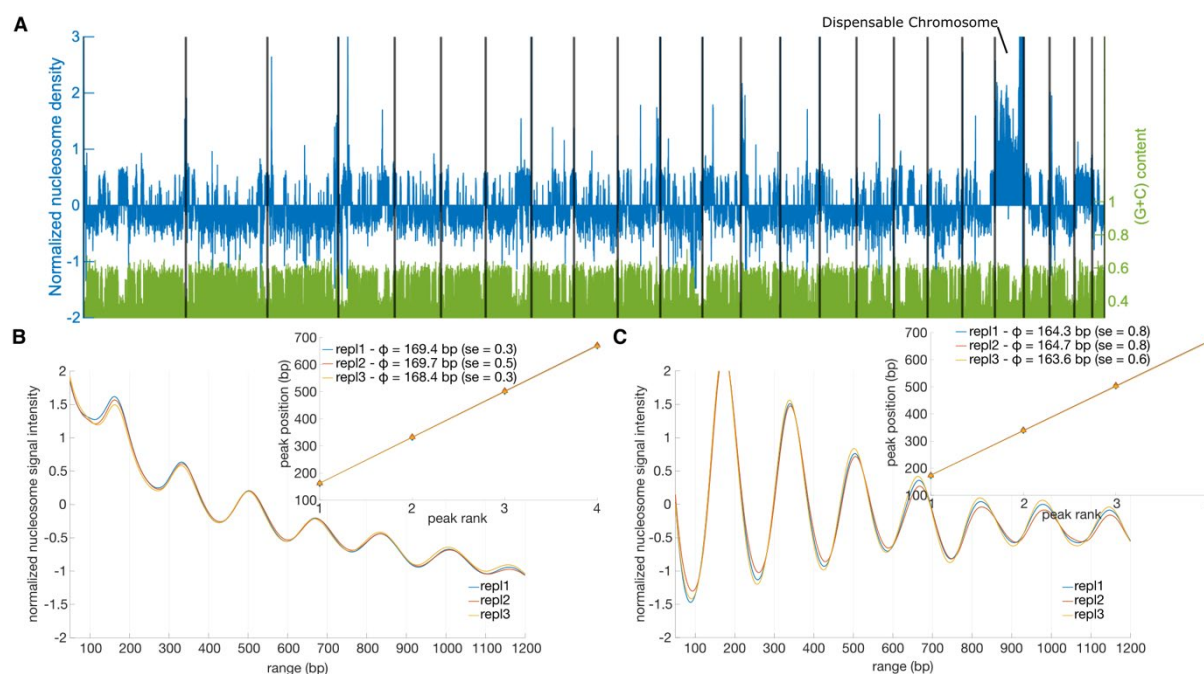 A
Dispensable Chromosome
3
2
1
0
-1
-2
Normalized nucleosome density
1
0.8
0.6
0.4
(G+C) content
B
2
1.5
1
0.5
0
-0.5
-1
-1.5
-2
normalized nucleosome signal intensity
100 200 300 400 500 600 700 800 900 1000 1100 1200
range (bp)
700
600
500
400
300
200
100
peak position (bp)
repl1 - ϕ = 169.4 bp (se = 0.3)
repl2 - ϕ = 169.7 bp (se = 0.5)
repl3 - ϕ = 168.4 bp (se = 0.3)
1 2 3 4
peak rank
repl1
repl2
repl3
C
2
1.5
1
0.5
0
-0.5
-1
-1.5
-2
normalized nucleosome signal intensity
100 200 300 400 500 600 700 800 900 1000 1100 1200
range (bp)
700
600
500
400
300
200
100
peak position (bp)
repl1 - ϕ = 164.3 bp (se = 0.8)
repl2 - ϕ = 164.7 bp (se = 0.8)
repl3 - ϕ = 163.6 bp (se = 0.6)
1 2 3
peak rank
repl1
repl2
repl3